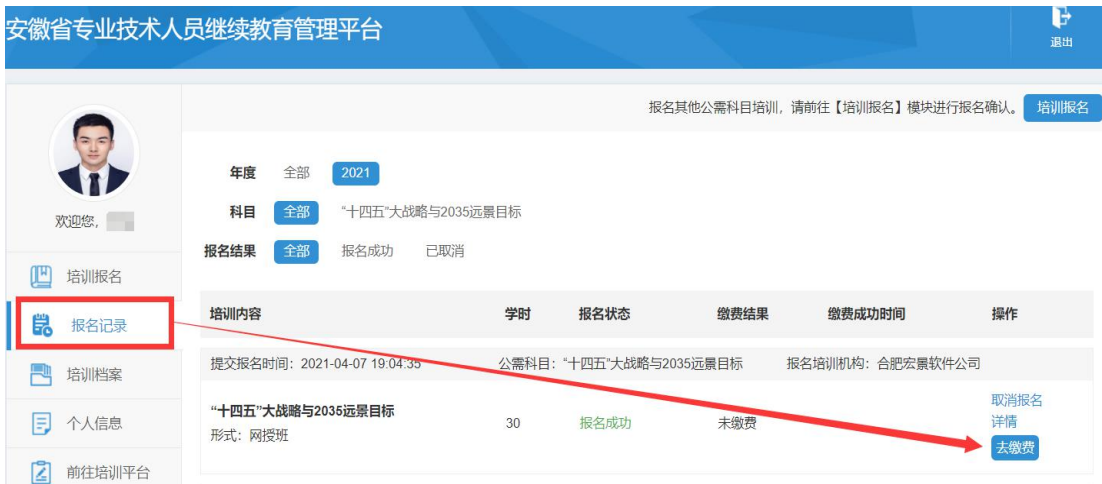 安徽省专业技术人员继续教育管理平台
退出
报名其他公需科目培训，请前往【培训报名】模块进行报名确认。 培训报名
欢迎您，
年度 全部 2021
科目 全部 “十四五”大战略与2035远景目标
报名结果 全部 报名成功 已取消
培训报名
报名记录
培训档案
个人信息
前往培训平台
培训内容 学时 报名状态 缴费结果 缴费成功时间 操作
提交报名时间：2021-04-07 19:04:35 公需科目：“十四五”大战略与2035远景目标 报名培训机构：合肥宏景软件公司
“十四五”大战略与2035远景目标
形式：网授班
30 报名成功 未缴费
取消报名
详情
去缴费